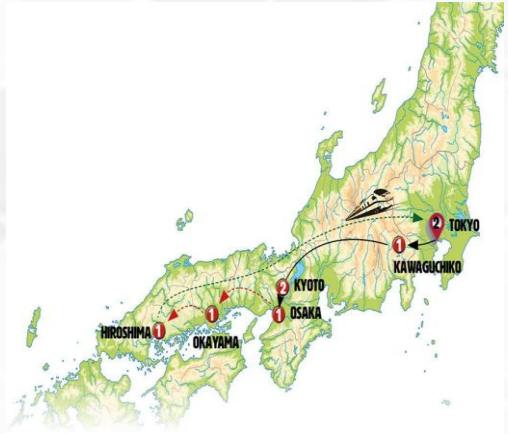 2 TOKYO
1
KAWAGUCHIKO
2 KYOTO
1 OSAKA
1
OKAYAMA
HIROSHIMA 1